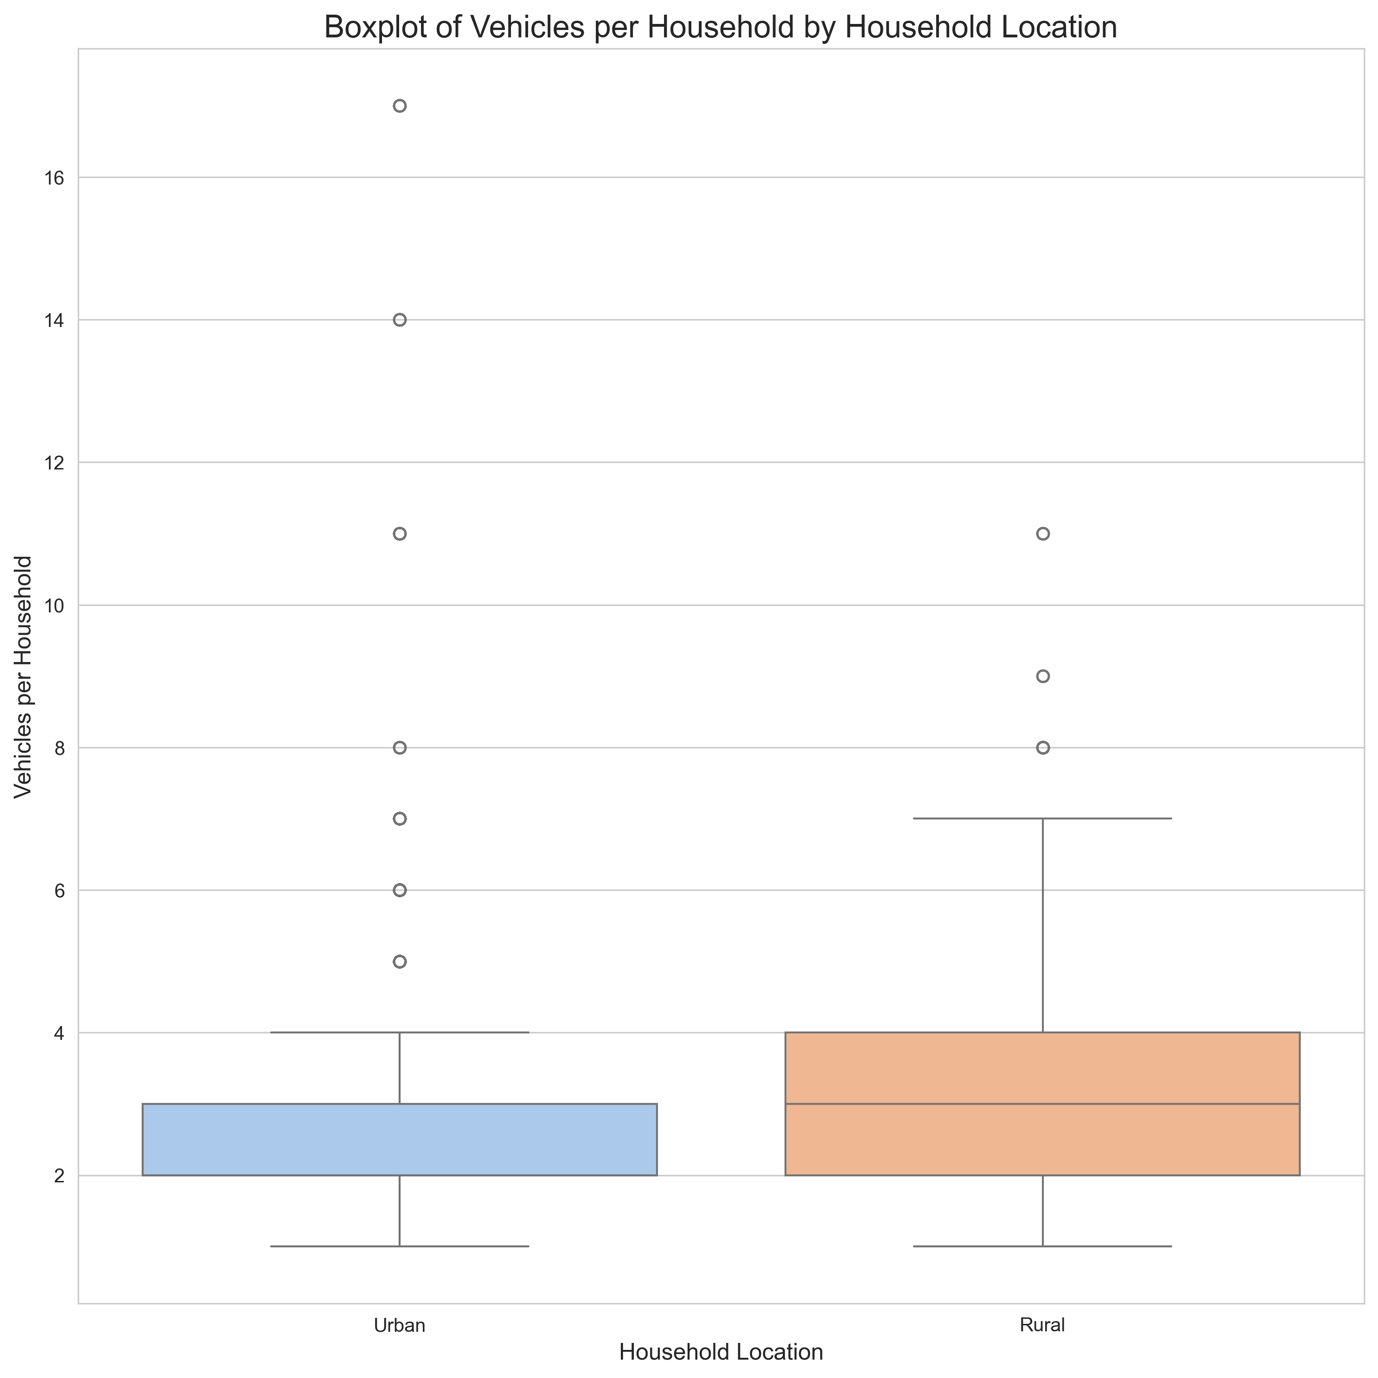 Boxplot of Vehicles per Household by Household Location
Vehicles per Household
16
14
12
10
8
6
4
2
Urban
Rural
Household Location